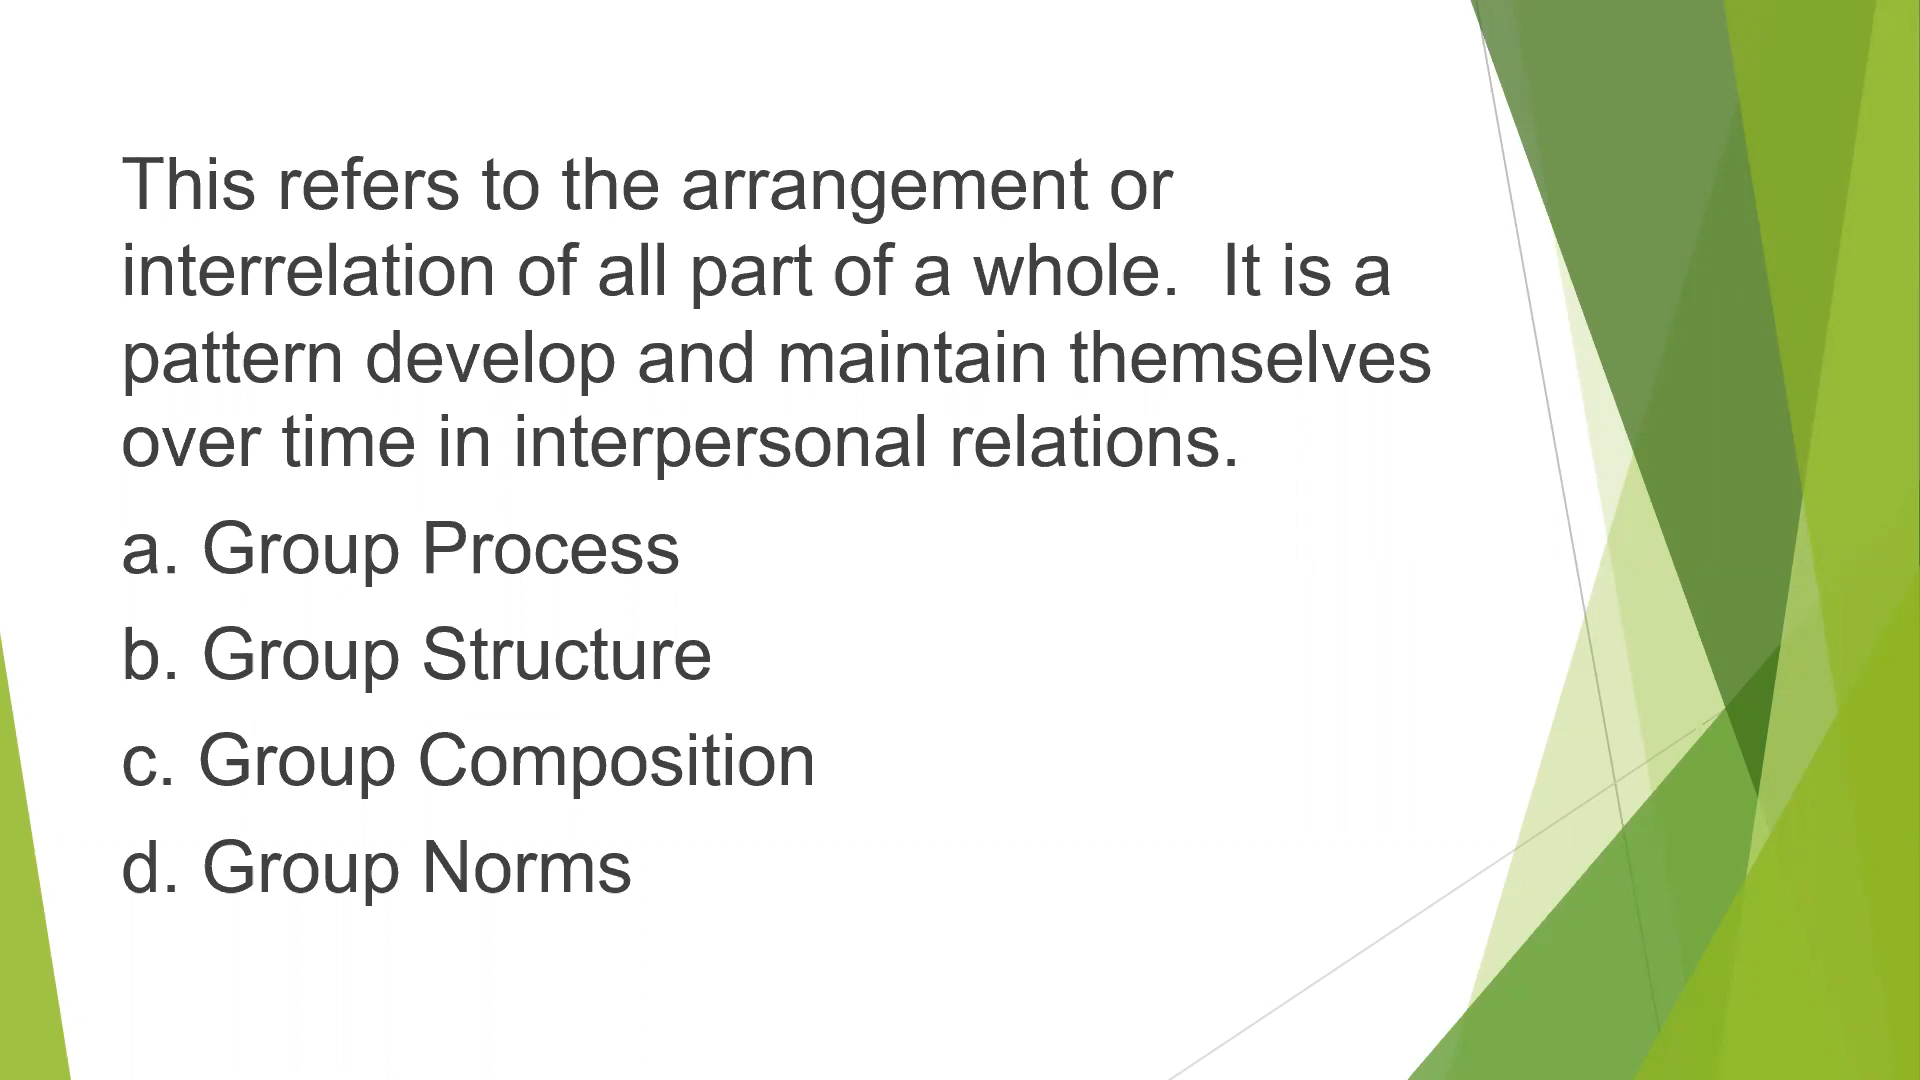 This refers to the arrangement or
interrelation of all part of a whole.  It is a
pattern develop and maintain themselves
over time in interpersonal relations.
a. Group Process
b. Group Structure
c. Group Composition
d. Group Norms